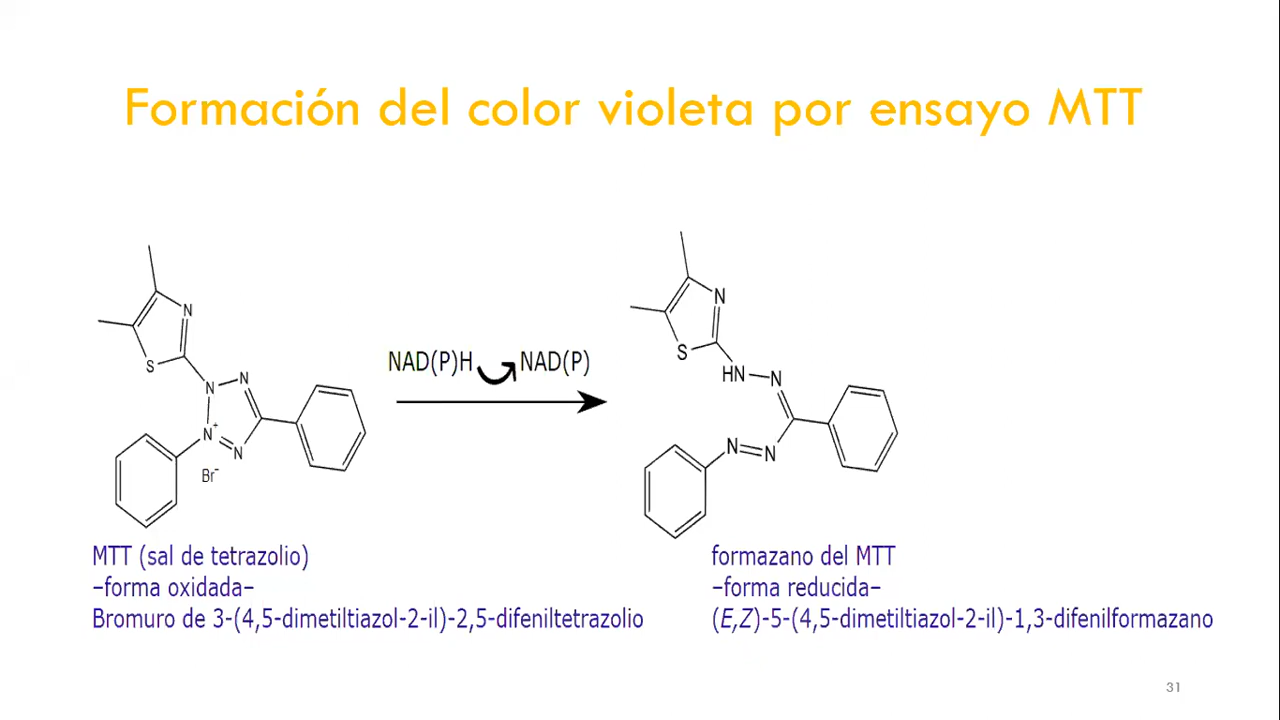 Formación del color violeta por ensayo MTT
N
S
N
N
N+
N
Br-
NAD(P)H
NAD(P)
N
S
HN
N
N
N
MTT (sal de tetrazolio)
–forma oxidada–
Bromuro de 3-(4,5-dimetiltiazol-2-il)-2,5-difeniltetrazolio
formazano del MTT
–forma reducida–
(E,Z)-5-(4,5-dimetiltiazol-2-il)-1,3-difenilformazano
31